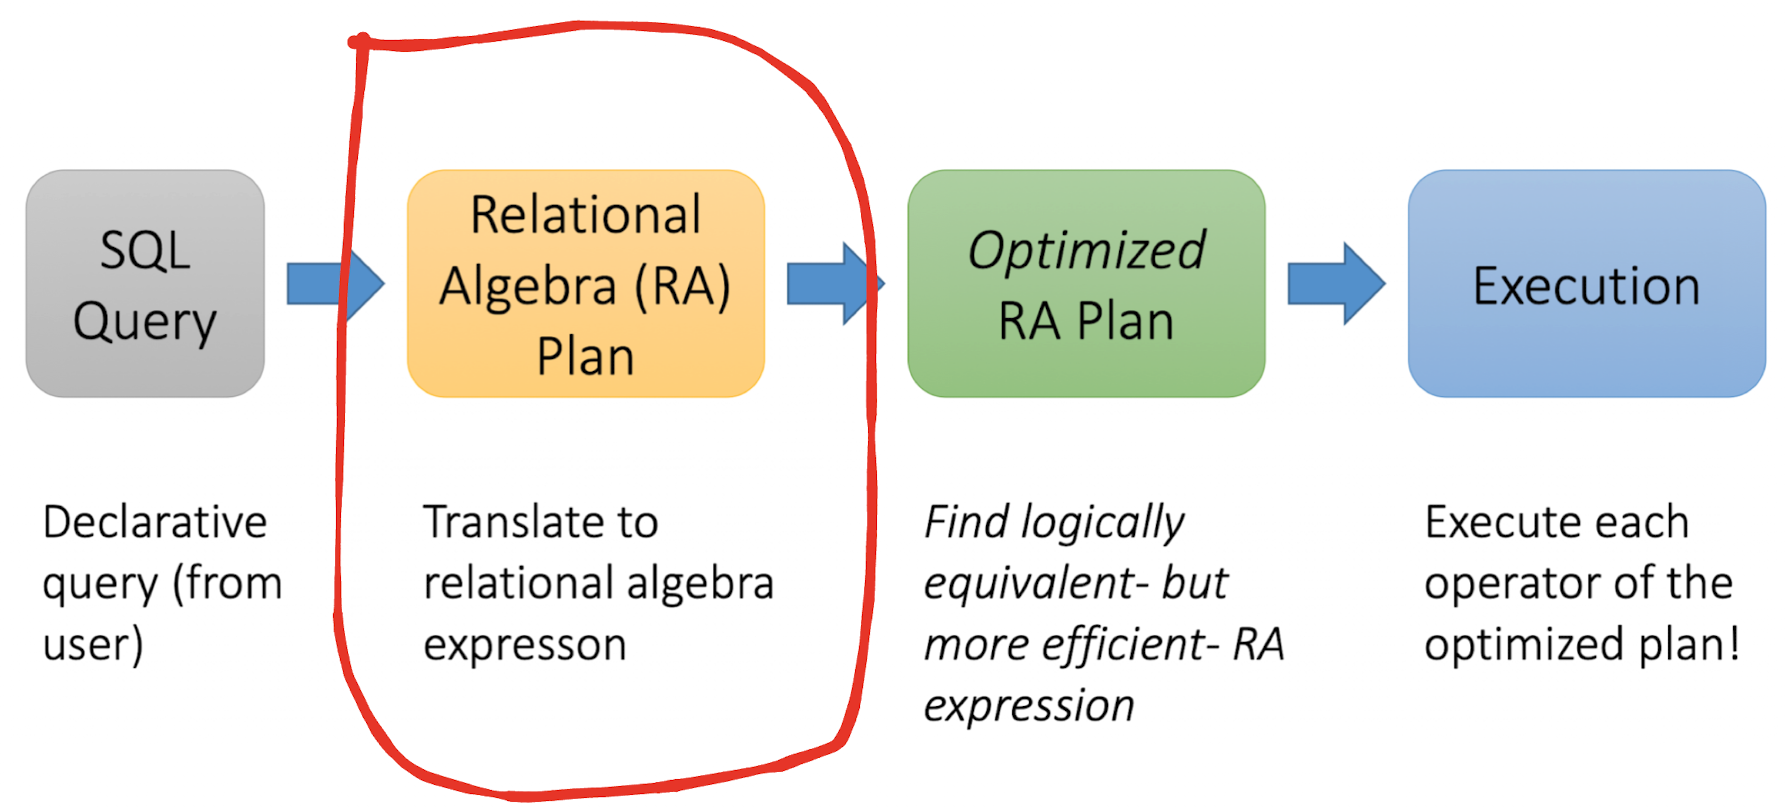 SQL
Query
Relational
Algebra (RA)
Plan
Optimized
RA Plan
Execution
Declarative
query (from
user)
Translate to
relational algebra
expresson
Find logically
equivalent- but
more efficient- RA
expression
Execute each
operator of the
optimized plan!